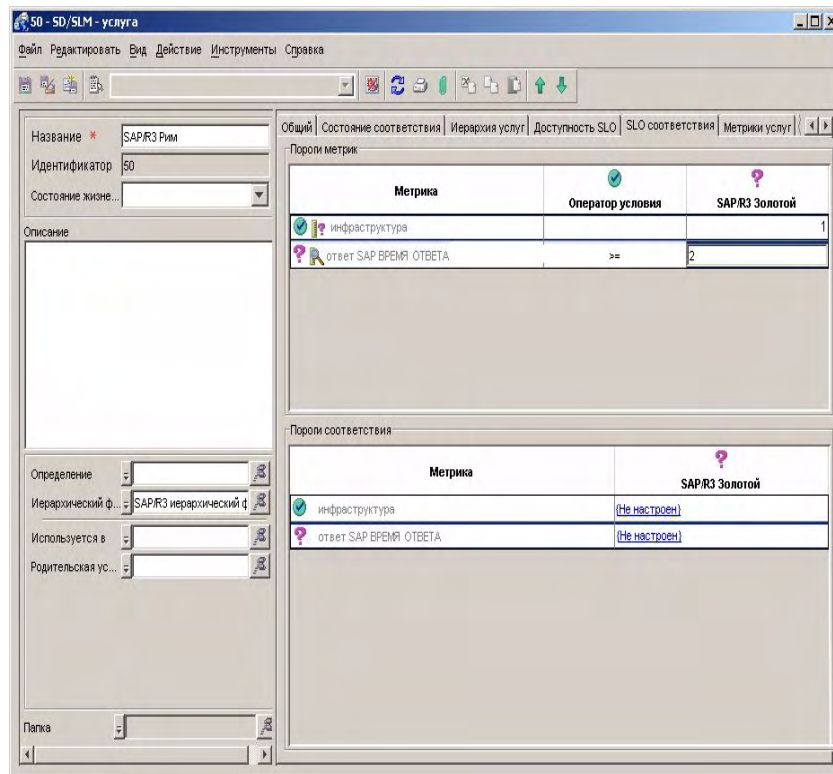 50 - SD/SLM - услуга
Файл Редактировать Вид Действие Инструменты Справка
Название *
SAP/R3 Рим
Идентификатор
50
Состояние жизне...
Описание
Определение
Иерархический ф...
SAP/R3 иерархический ф
Используется в
Родительская ус...
Папка
Общий Состояние соответствия Иерархия услуг Доступность SLO SLO соответствия Метрики услуг
Пороги метрик
Метрика Оператор условия SAP/R3 Золотой
инфраструктура 1
ответ SAP ВРЕМЯ ОТВЕТА >= 2
Пороги соответствия
Метрика SAP/R3 Золотой
инфраструктура {Не настроен}
ответ SAP ВРЕМЯ ОТВЕТА {Не настроен}